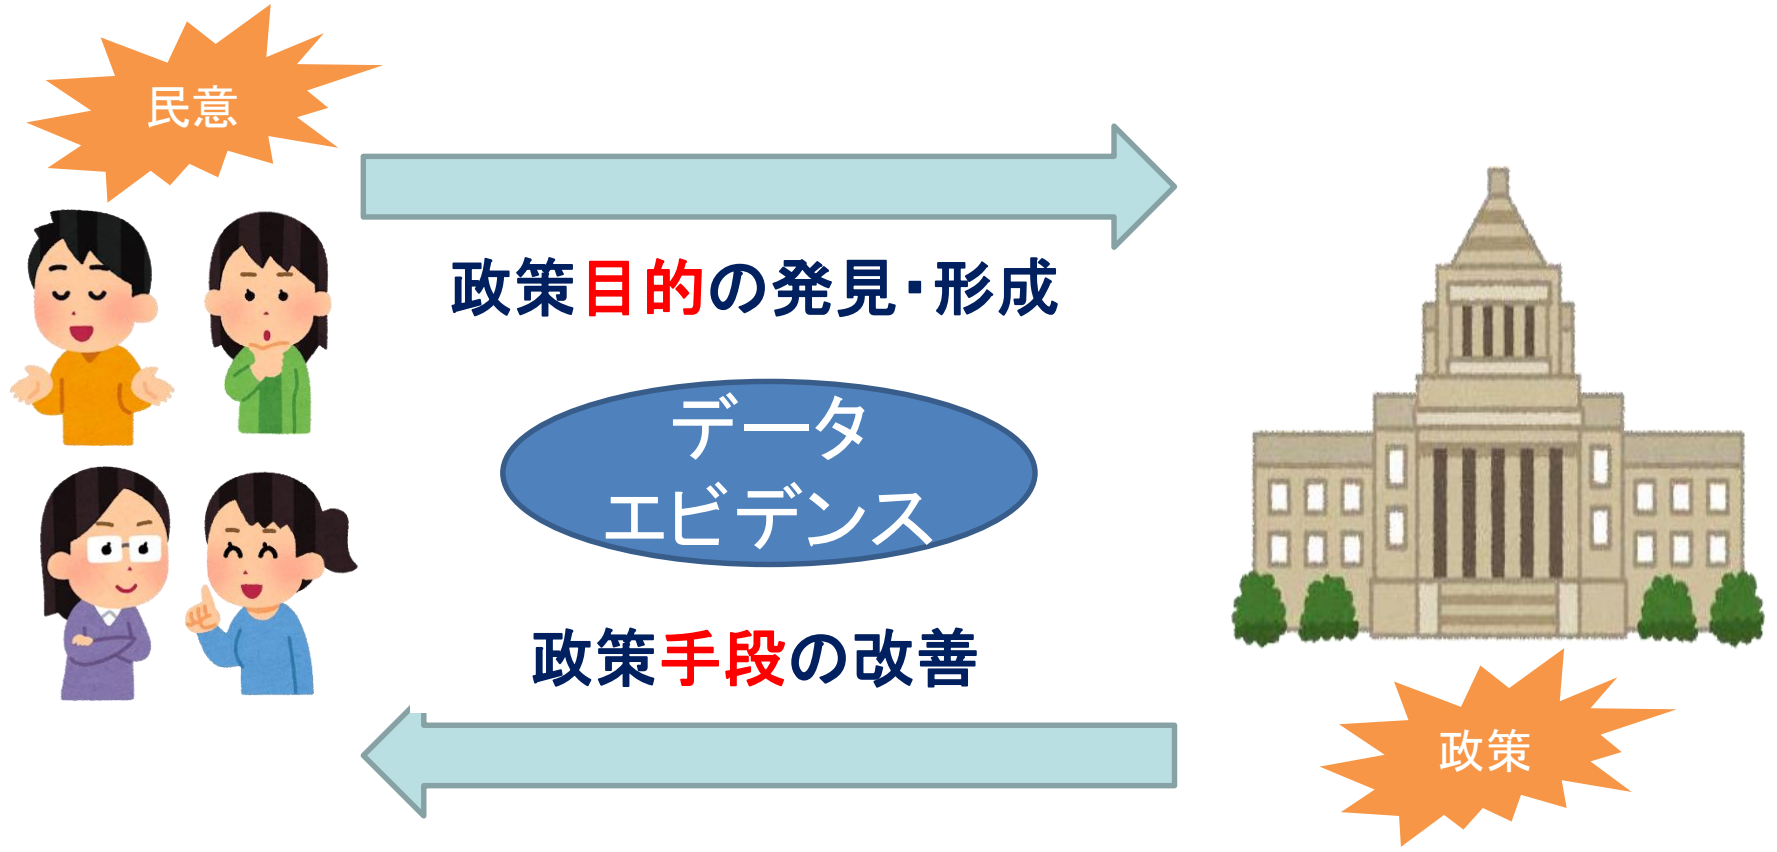 民意
政策目的の発見・形成
データ
エビデンス
政策手段の改善
政策